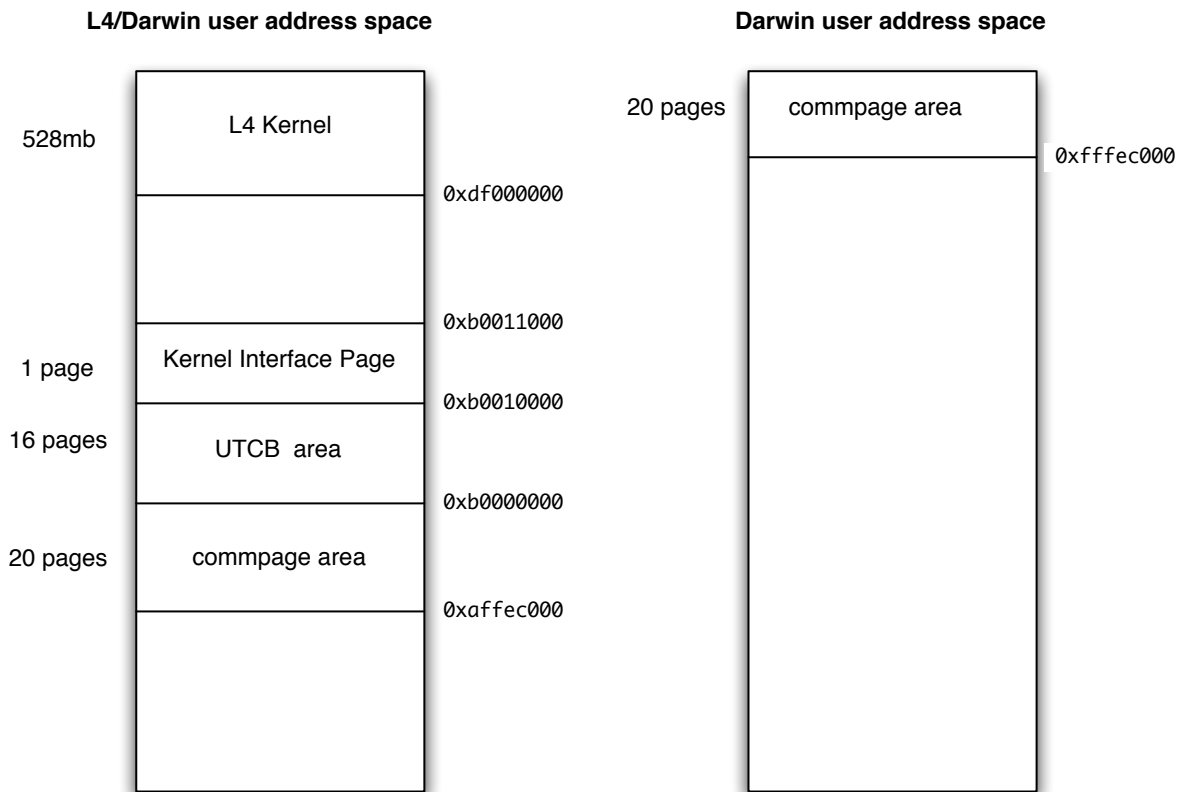 L4/Darwin user address space
528mb
L4 Kernel
0xdf000000
0xb0011000
1 page
Kernel Interface Page
0xb0010000
16 pages
UTCB area
0xb0000000
20 pages
commpage area
0xaffec000
Darwin user address space
20 pages
commpage area
0xfffec000